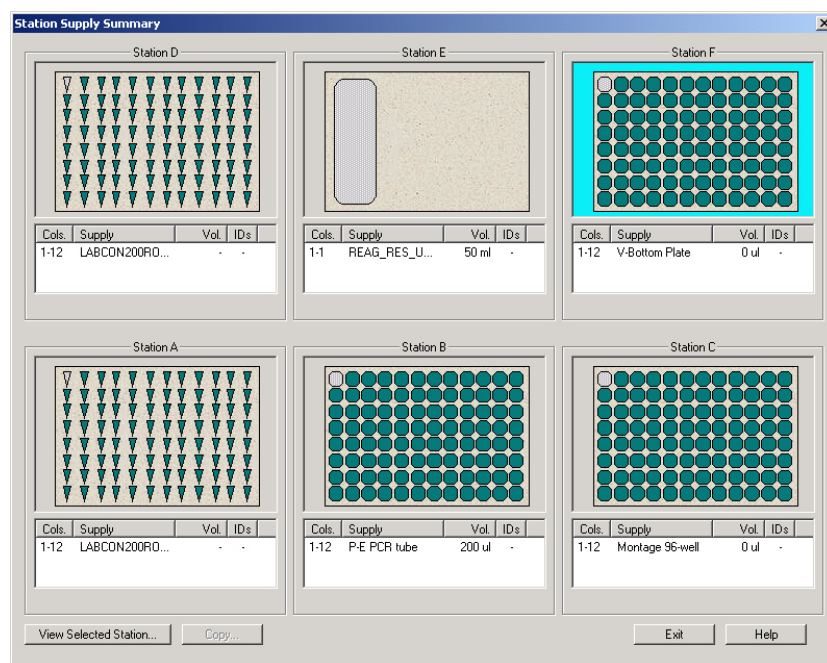 Station Supply Summary
Station D
Station E
Station F
Cols. Supply Vol. IDs
1-12 LABCON200RO... - -
Cols. Supply Vol. IDs
1-1 REAG_RES_U... 50 ml -
Cols. Supply Vol. IDs
1-12 V-Bottom Plate 0 ul -
Station A
Station B
Station C
Cols. Supply Vol. IDs
1-12 LABCON200RO... - -
Cols. Supply Vol. IDs
1-12 P-E PCR tube 200 ul -
Cols. Supply Vol. IDs
1-12 Montage 96-well 0 ul -
View Selected Station...
Copy...
Exit
Help